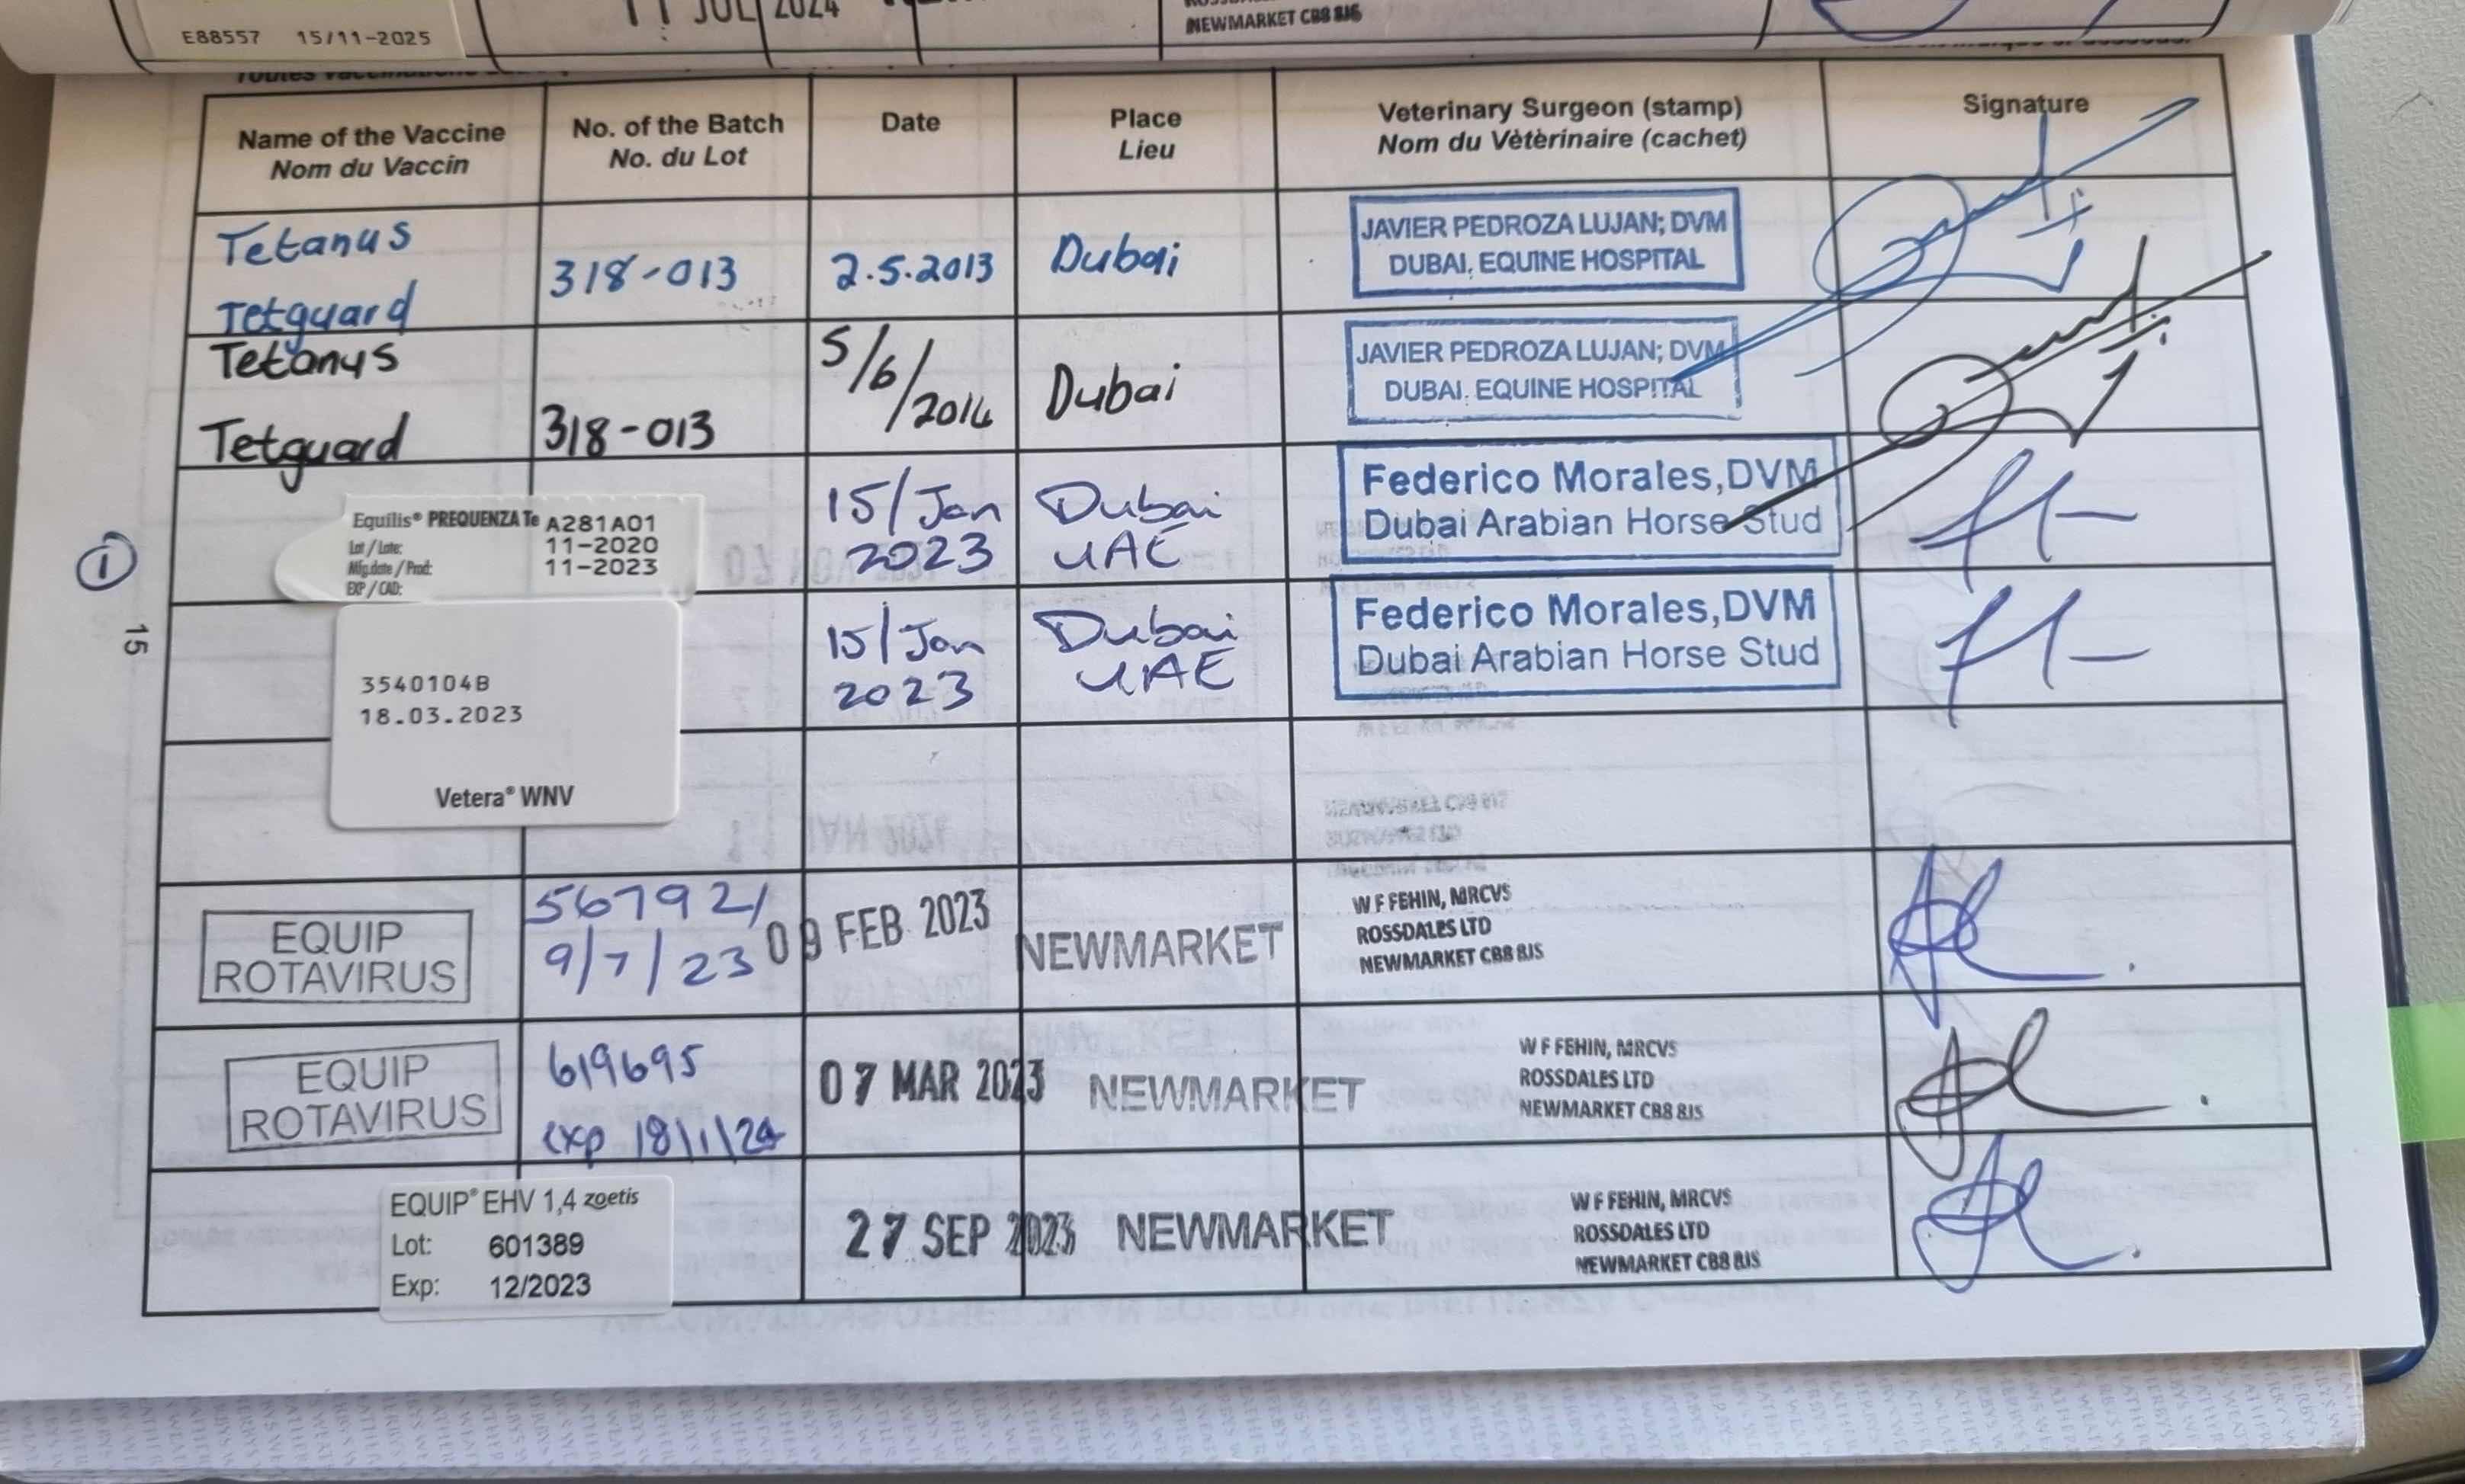 E88557 15/11-2025
11 JUL 2024
NEWMARKET CB8 8JS
Name of the Vaccine
Nom du Vaccin
No. of the Batch
No. du Lot
Date
Place
Lieu
Veterinary Surgeon (stamp)
Nom du Vètèrinaire (cachet)
Signature
Tetanus
Tetguard
318-013
2.5.2013
Dubai
JAVIER PEDROZA LUJAN; DVM
DUBAI, EQUINE HOSPITAL
Tetanus
Tetguard
318-013
5/6/2014
Dubai
JAVIER PEDROZA LUJAN; DVM
DUBAI, EQUINE HOSPITAL
1
Equilis® PREQUENZA Te A281A01
Lot / Lote: 11-2020
Mfg.date / Prod: 11-2023
EXP / CAD:
15/Jan
2023
Dubai
UAE
Federico Morales,DVM
Dubai Arabian Horse Stud
15
3540104B
18.03.2023
Vetera® WNV
15/Jan
2023
Dubai
UAE
Federico Morales,DVM
Dubai Arabian Horse Stud
EQUIP
ROTAVIRUS
567921
9/7/23
09 FEB 2023
NEWMARKET
W F FEHIN, MRCVS
ROSSDALES LTD
NEWMARKET CB8 8JS
EQUIP
ROTAVIRUS
619695
exp 18/1/24
07 MAR 2023
NEWMARKET
W F FEHIN, MRCVS
ROSSDALES LTD
NEWMARKET CB8 8JS
EQUIP® EHV 1,4 zoetis
Lot: 601389
Exp: 12/2023
27 SEP 2023
NEWMARKET
W F FEHIN, MRCVS
ROSSDALES LTD
NEWMARKET CB8 8JS